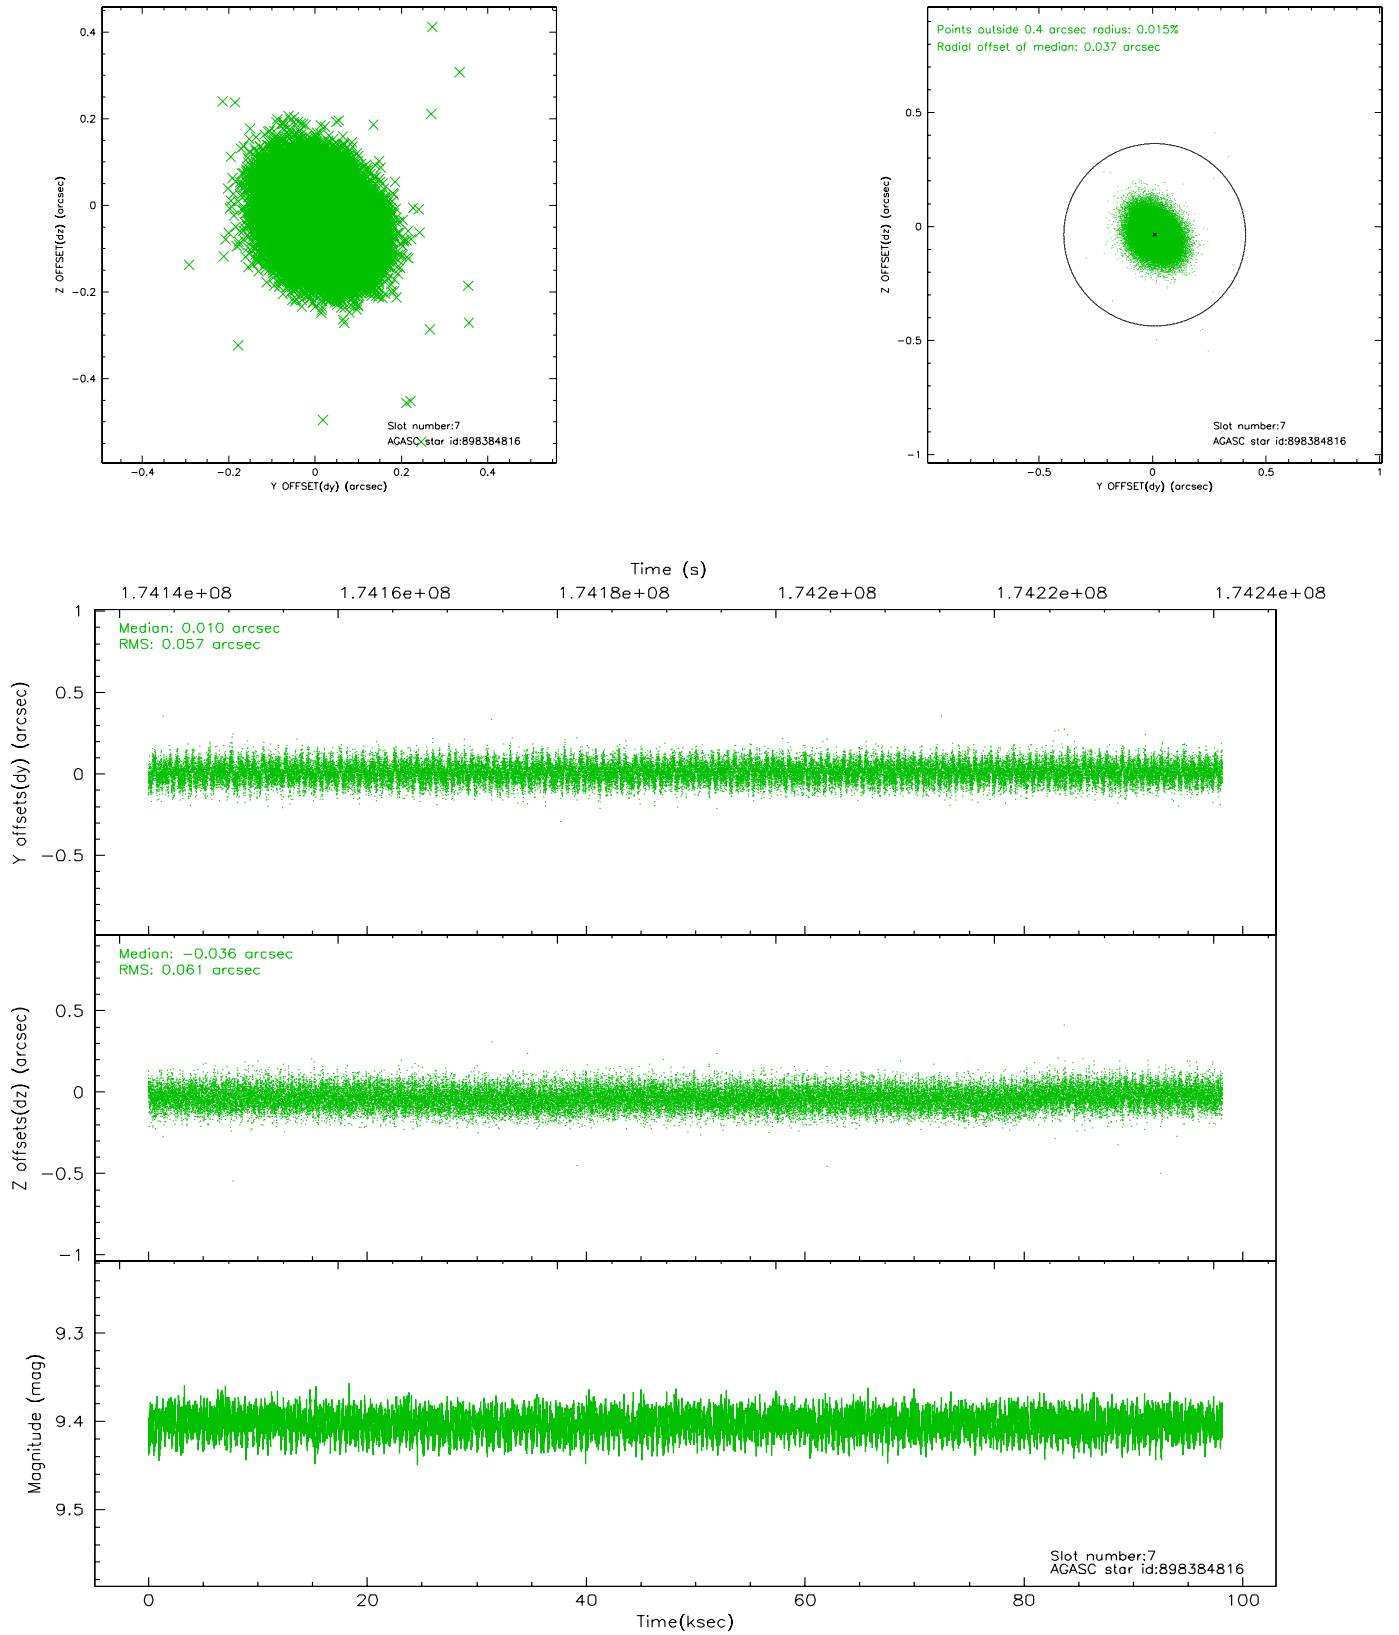 0.4
0.2
0
−0.2
−0.4
Z OFFSET(dz) (arcsec)
−0.4
−0.2
0
0.2
0.4
Y OFFSET(dy) (arcsec)
Slot number:7
AGASC star id:898384816
Points outside 0.4 arcsec radius: 0.015%
Radial offset of median: 0.037 arcsec
0.5
0
−0.5
−1
Z OFFSET(dz) (arcsec)
−0.5
0
0.5
1
Y OFFSET(dy) (arcsec)
Slot number:7
AGASC star id:898384816
Time (s)
1.7414e+08
1.7416e+08
1.7418e+08
1.742e+08
1.7422e+08
1.7424e+08
Median: 0.010 arcsec
RMS: 0.057 arcsec
1
0.5
0
−0.5
Y offsets(dy) (arcsec)
Median: −0.036 arcsec
RMS: 0.061 arcsec
0.5
0
−0.5
−1
Z offsets(dz) (arcsec)
9.3
9.4
9.5
Magnitude (mag)
Slot number:7
AGASC star id:898384816
0
20
40
60
80
100
Time(ksec)